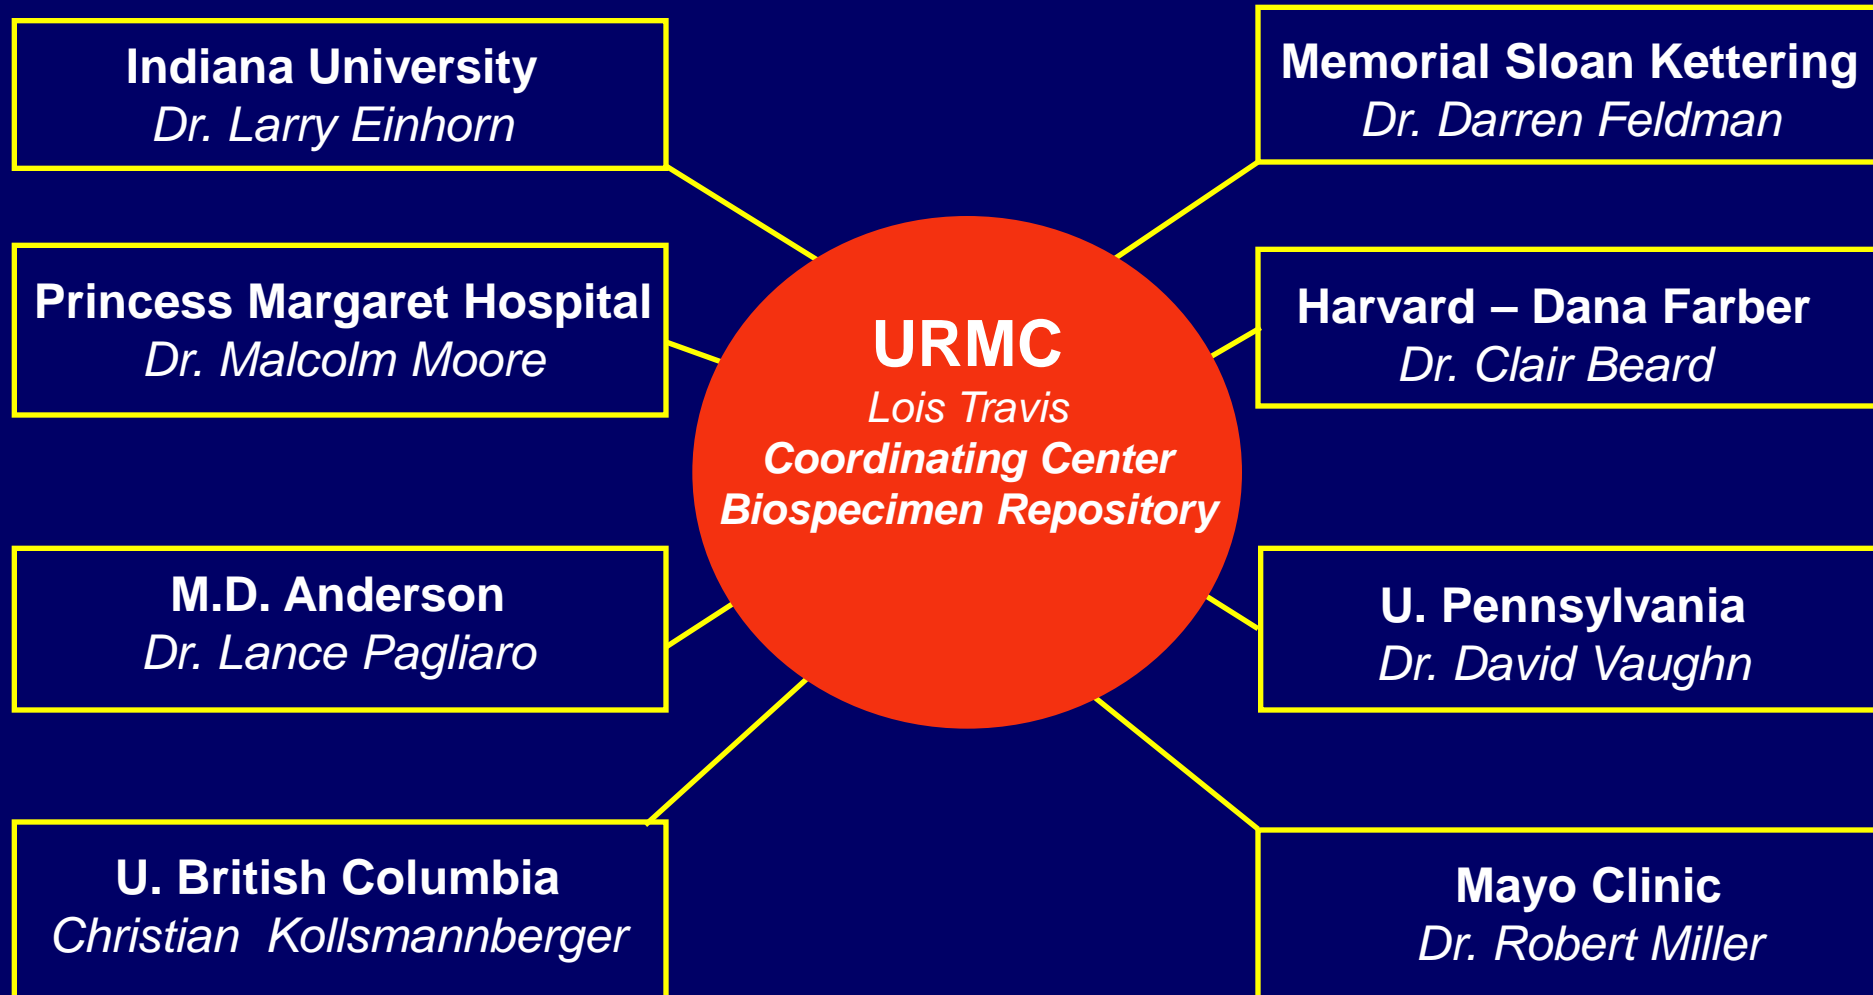 Indiana University
Dr. Larry Einhorn
Memorial Sloan Kettering
Dr. Darren Feldman
Princess Margaret Hospital
Dr. Malcolm Moore
Harvard – Dana Farber
Dr. Clair Beard
URMC
Lois Travis
Coordinating Center
Biospecimen Repository
M.D. Anderson
Dr. Lance Pagliaro
U. Pennsylvania
Dr. David Vaughn
U. British Columbia
Christian Kollsmannberger
Mayo Clinic
Dr. Robert Miller